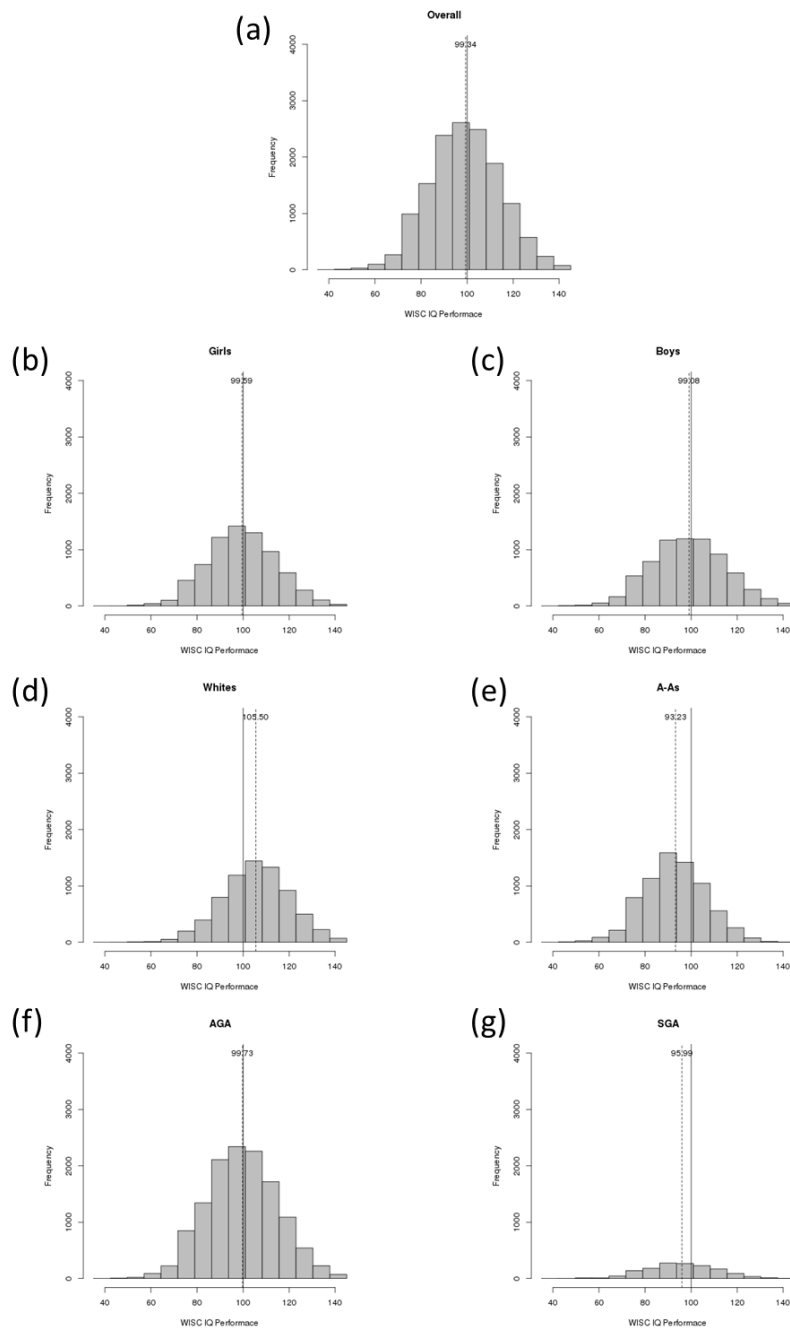 (a)
Overall
99.34
Frequency
0 1000 2000 3000 4000
40 60 80 100 120 140
WISC IQ Performace
(b)
Girls
99.59
Frequency
0 1000 2000 3000 4000
40 60 80 100 120 140
WISC IQ Performace
(c)
Boys
99.08
Frequency
0 1000 2000 3000 4000
40 60 80 100 120 140
WISC IQ Performace
(d)
Whites
105.50
Frequency
0 1000 2000 3000 4000
40 60 80 100 120 140
WISC IQ Performace
(e)
A-As
93.23
Frequency
0 1000 2000 3000 4000
40 60 80 100 120 140
WISC IQ Performace
(f)
AGA
99.73
Frequency
0 1000 2000 3000 4000
40 60 80 100 120 140
WISC IQ Performace
(g)
SGA
95.99
Frequency
0 1000 2000 3000 4000
40 60 80 100 120 140
WISC IQ Performace